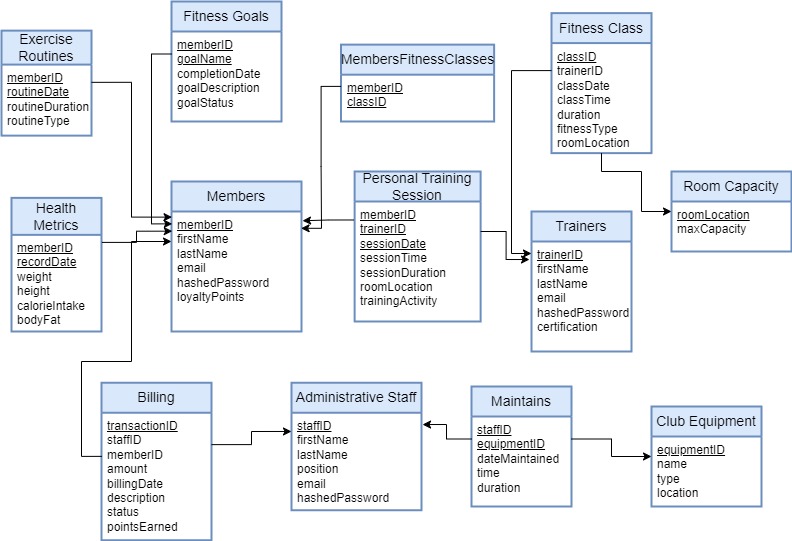 Exercise
Routines
memberID
routineDate
routineDuration
routineType
Fitness Goals
memberID
goalName
completionDate
goalDescription
goalStatus
MembersFitnessClasses
memberID
classID
Fitness Class
classID
trainerID
classDate
classTime
duration
fitnessType
roomLocation
Health
Metrics
memberID
recordDate
weight
height
calorieIntake
bodyFat
Members
memberID
firstName
lastName
email
hashedPassword
loyaltyPoints
Personal Training
Session
memberID
trainerID
sessionDate
sessionTime
sessionDuration
roomLocation
trainingActivity
Trainers
trainerID
firstName
lastName
email
hashedPassword
certification
Room Capacity
roomLocation
maxCapacity
Billing
transactionID
staffID
memberID
amount
billingDate
description
status
pointsEarned
Administrative Staff
staffID
firstName
lastName
position
email
hashedPassword
Maintains
staffID
equipmentID
dateMaintained
time
duration
Club Equipment
equipmentID
name
type
location